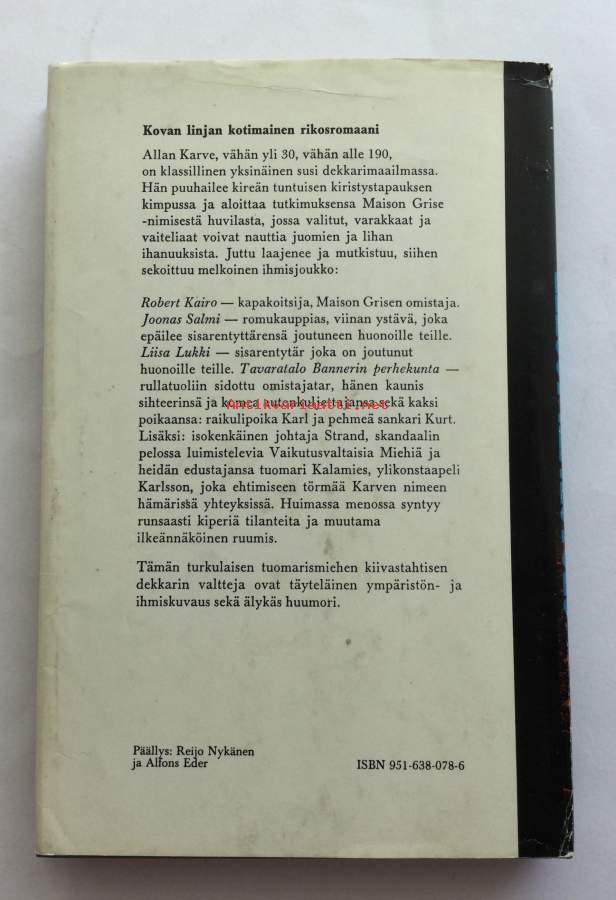 Kovan linjan kotimainen rikosromaani
Allan Karve, vähän yli 30, vähän alle 190,
on klassillinen yksinäinen susi dekkarimaailmassa.
Hän puuhailee kireän tuntuisen kiristystapauksen
kimpussa ja aloittaa tutkimuksensa Maison Grise
-nimisestä huvilasta, jossa valitut, varakkaat ja
vaiteliaat voivat nauttia juomien ja lihan
ihanuuksista. Juttu laajenee ja mutkistuu, siihen
sekoittuu melkoinen ihmisjoukko:
Robert Kairo — kapakoitsija, Maison Grisen omistaja.
Joonas Salmi — romukauppias, viinan ystävä, joka
epäilee sisarentyttärensä joutuneen huonoille teille.
Liisa Lukki — sisarentytär joka on joutunut
huonoille teille. Tavaratalo Bannerin perhekunta —
rullatuoliin sidottu omistajatar, hänen kaunis
sihteerinsä ja komea autonkuljettajansa sekä kaksi
Antikvariaatti.net
poikaansa: raikulipoika Karl ja pehmeä sankari Kurt.
Lisäksi: isokenkäinen johtaja Strand, skandaalin
pelossa luimistelevia Vaikutusvaltaisia Miehiä ja
heidän edustajansa tuomari Kalamies, ylikonstaapeli
Karlsson, joka ehtimiseen törmää Karven nimeen
hämärissä yhteyksissä. Huimassa menossa syntyy
runsaasti kiperiä tilanteita ja muutama
ilkeännäköinen ruumis.
Tämän turkulaisen tuomarismiehen kiivastahtisen
dekkarin valtteja ovat täyteläinen ympäristön- ja
ihmiskuvaus sekä älykäs huumori.
Päällys: Reijo Nykänen
ja Alfons Eder
ISBN 951-638-078-6